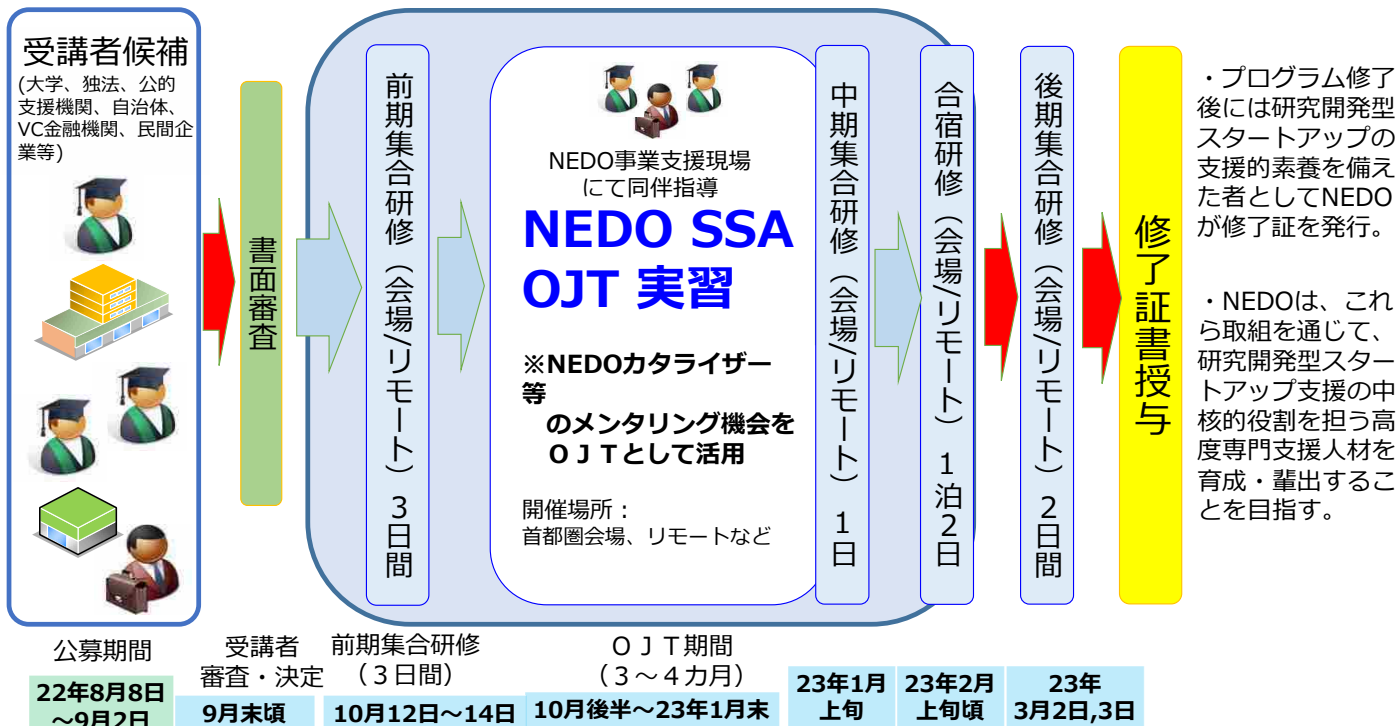 受講者候補
(大学、独法、公的
支援機関、自治体、
VC金融機関、民間企
業等)
書面審査
前期集合研修（会場/リモート）3日間
NEDO事業支援現場
にて同伴指導
NEDO SSA
OJT 実習
※NEDOカタライザー
等
のメンタリング機会を
ＯＪＴとして活用
開催場所：
首都圏会場、リモートなど
中期集合研修（会場/リモート）1日
合宿研修（会場/リモート）1泊2日
後期集合研修（会場/リモート）2日間
修了証書授与
・プログラム修了
後には研究開発型
スタートアップの
支援的素養を備え
た者としてNEDO
が修了証を発行。
・NEDOは、これ
ら取組を通じて、
研究開発型スター
トアップ支援の中
核的役割を担う高
度専門支援人材を
育成・輩出するこ
とを目指す。
公募期間
22年8月8日
～9月2日
受講者
審査・決定
9月末頃
前期集合研修
（３日間）
10月12日～14日
ＯＪＴ期間
（３～４カ月）
10月後半～23年1月末
23年1月
上旬
23年2月
上旬頃
23年
3月2日,3日